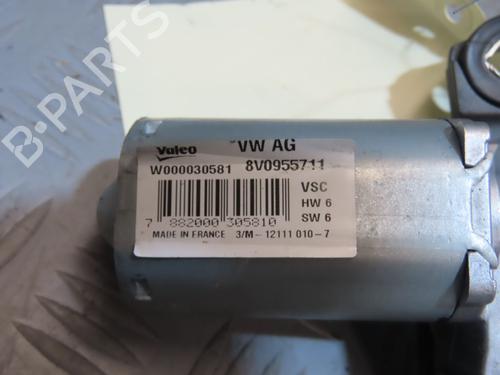 B-PARTS
Valeo
VW AG
W000030581
8V0955711
VSC
HW 6
SW 6
7 882000 305810
MADE IN FRANCE 3/M-12111 010-7